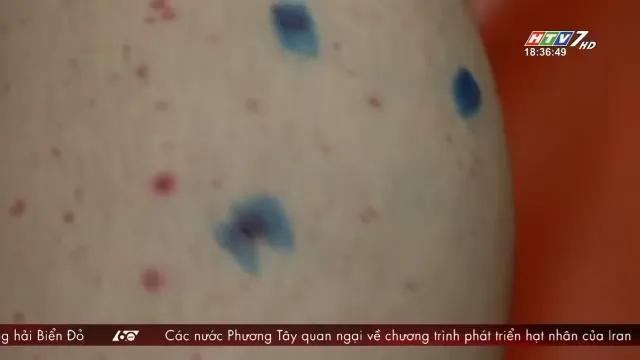 HTV7 HD
18:36:49
g hải Biển Đỏ 60 Các nước Phương Tây quan ngại về chương trình phát triển hạt nhân của Iran